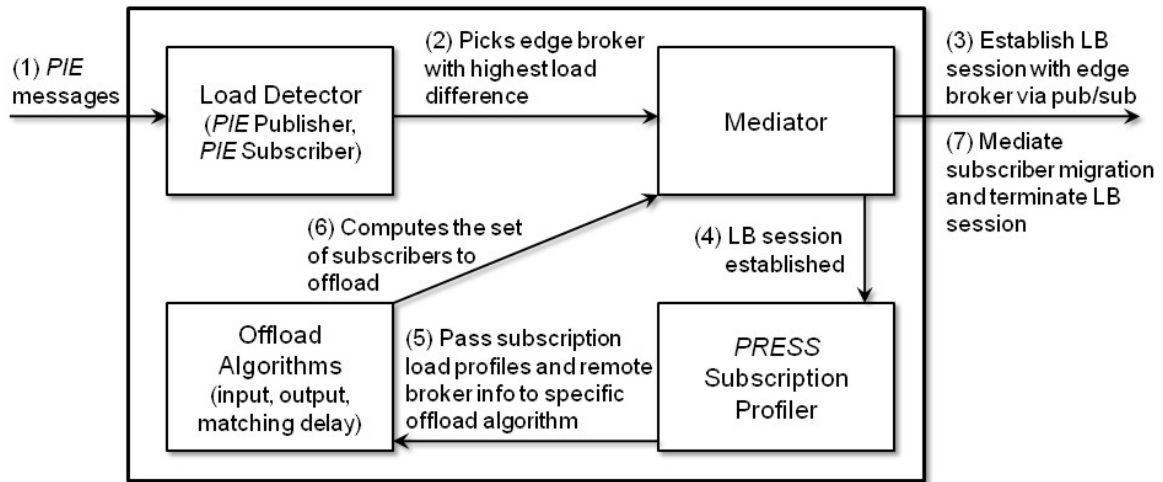 (1) PIE
messages
Load Detector
(PIE Publisher,
PIE Subscriber)
(2) Picks edge broker
with highest load
difference
Mediator
(3) Establish LB
session with edge
broker via pub/sub
(7) Mediate
subscriber migration
and terminate LB
session
(6) Computes the set
of subscribers to
offload
(4) LB session
established
Offload
Algorithms
(input, output,
matching delay)
(5) Pass subscription
load profiles and remote
broker info to specific
offload algorithm
PRESS
Subscription
Profiler